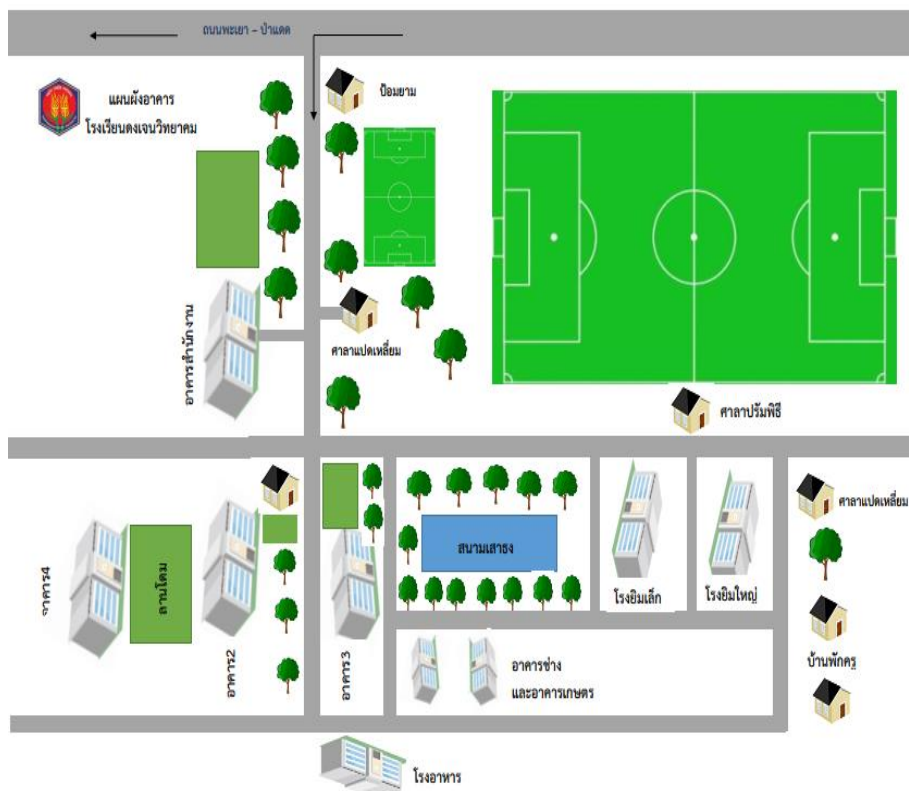 ถนนพะเยา – ป่าแดด
แผนผังอาคาร
โรงเรียนดงเจนวิทยาคม
ป้อมยาม
อาคารสำนักงาน
ศาลาแปดเหลี่ยม
ศาลาปรัมพิธี
อาคาร4
ลานโดม
อาคาร2
อาคาร3
สนามเสาธง
โรงยิมเล็ก
โรงยิมใหญ่
ศาลาแปดเหลี่ยม
บ้านพักครู
อาคารช่าง
และอาคารเกษตร
โรงอาหาร